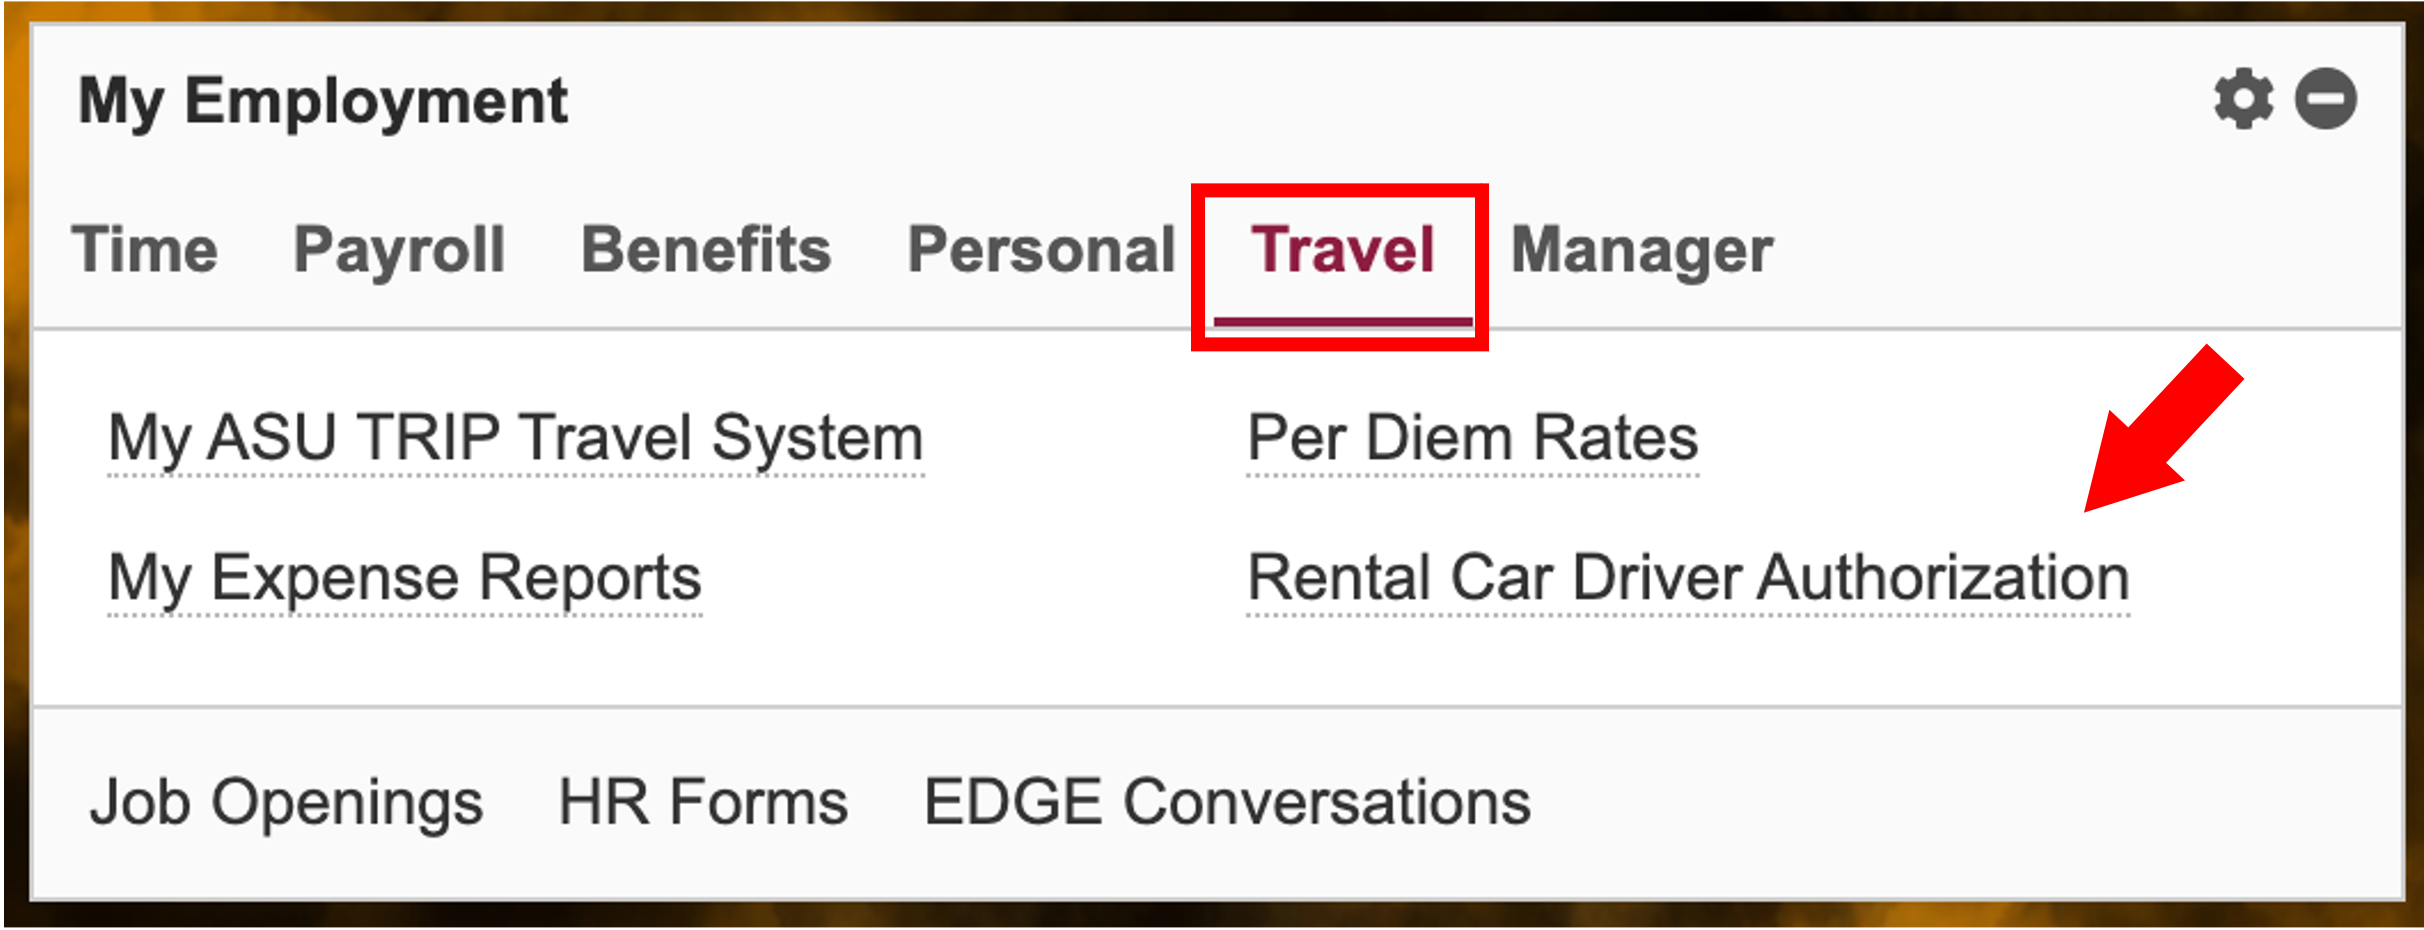 My Employment
Time Payroll Benefits Personal Travel Manager
My ASU TRIP Travel System Per Diem Rates
My Expense Reports Rental Car Driver Authorization
Job Openings HR Forms EDGE Conversations